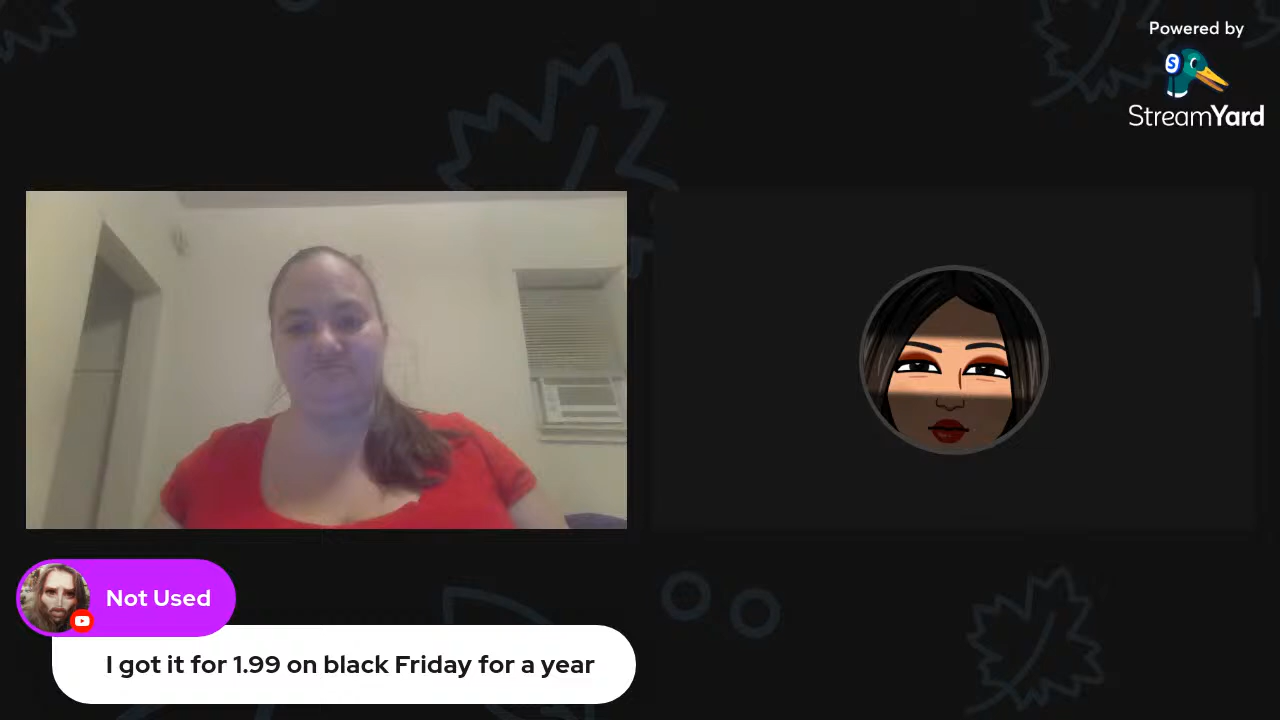 Powered by
StreamYard
Not Used
I got it for 1.99 on black Friday for a year